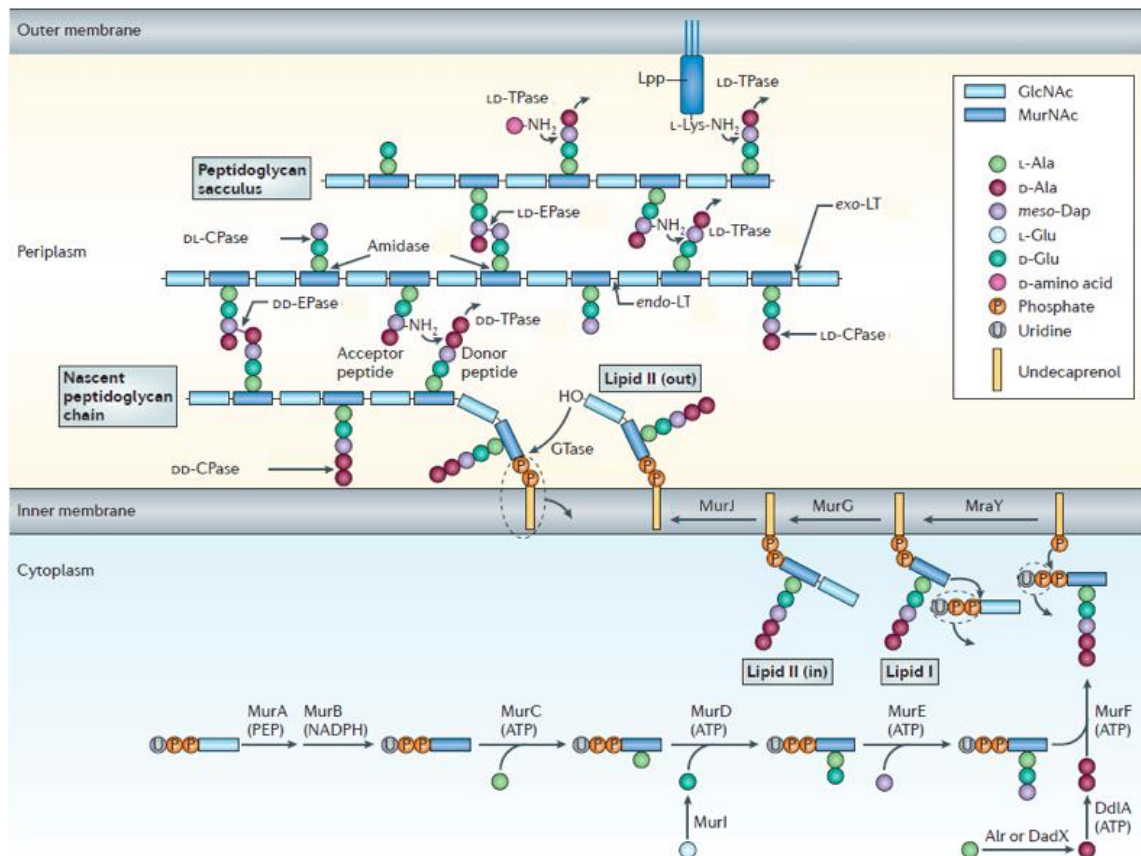 Outer membrane
Lpp
LD-TPase
LD-TPase
NH2
L-Lys-NH2
GlcNAc
MurNAc
L-Ala
D-Ala
meso-Dap
L-Glu
D-Glu
D-amino acid
Phosphate
Uridine
Undecaprenol
P
U
Peptidoglycan
sacculus
Periplasm
DL-CPase
Amidase
LD-EPase
NH2
LD-TPase
exo-LT
DD-EPase
NH2
DD-TPase
endo-LT
LD-CPase
Acceptor
peptide
Donor
peptide
Nascent
peptidoglycan
chain
Lipid II (out)
HO
GTase
P
P
P
P
DD-CPase
Inner membrane
MurJ
MurG
MraY
Cytoplasm
P
P
P
P
P
U P P
U P P
Lipid II (in)
Lipid I
MurA
(PEP)
MurB
(NADPH)
MurC
(ATP)
MurD
(ATP)
MurE
(ATP)
MurF
(ATP)
U P P
U P P
U P P
U P P
U P P
MurI
Alr or DadX
DdlA
(ATP)